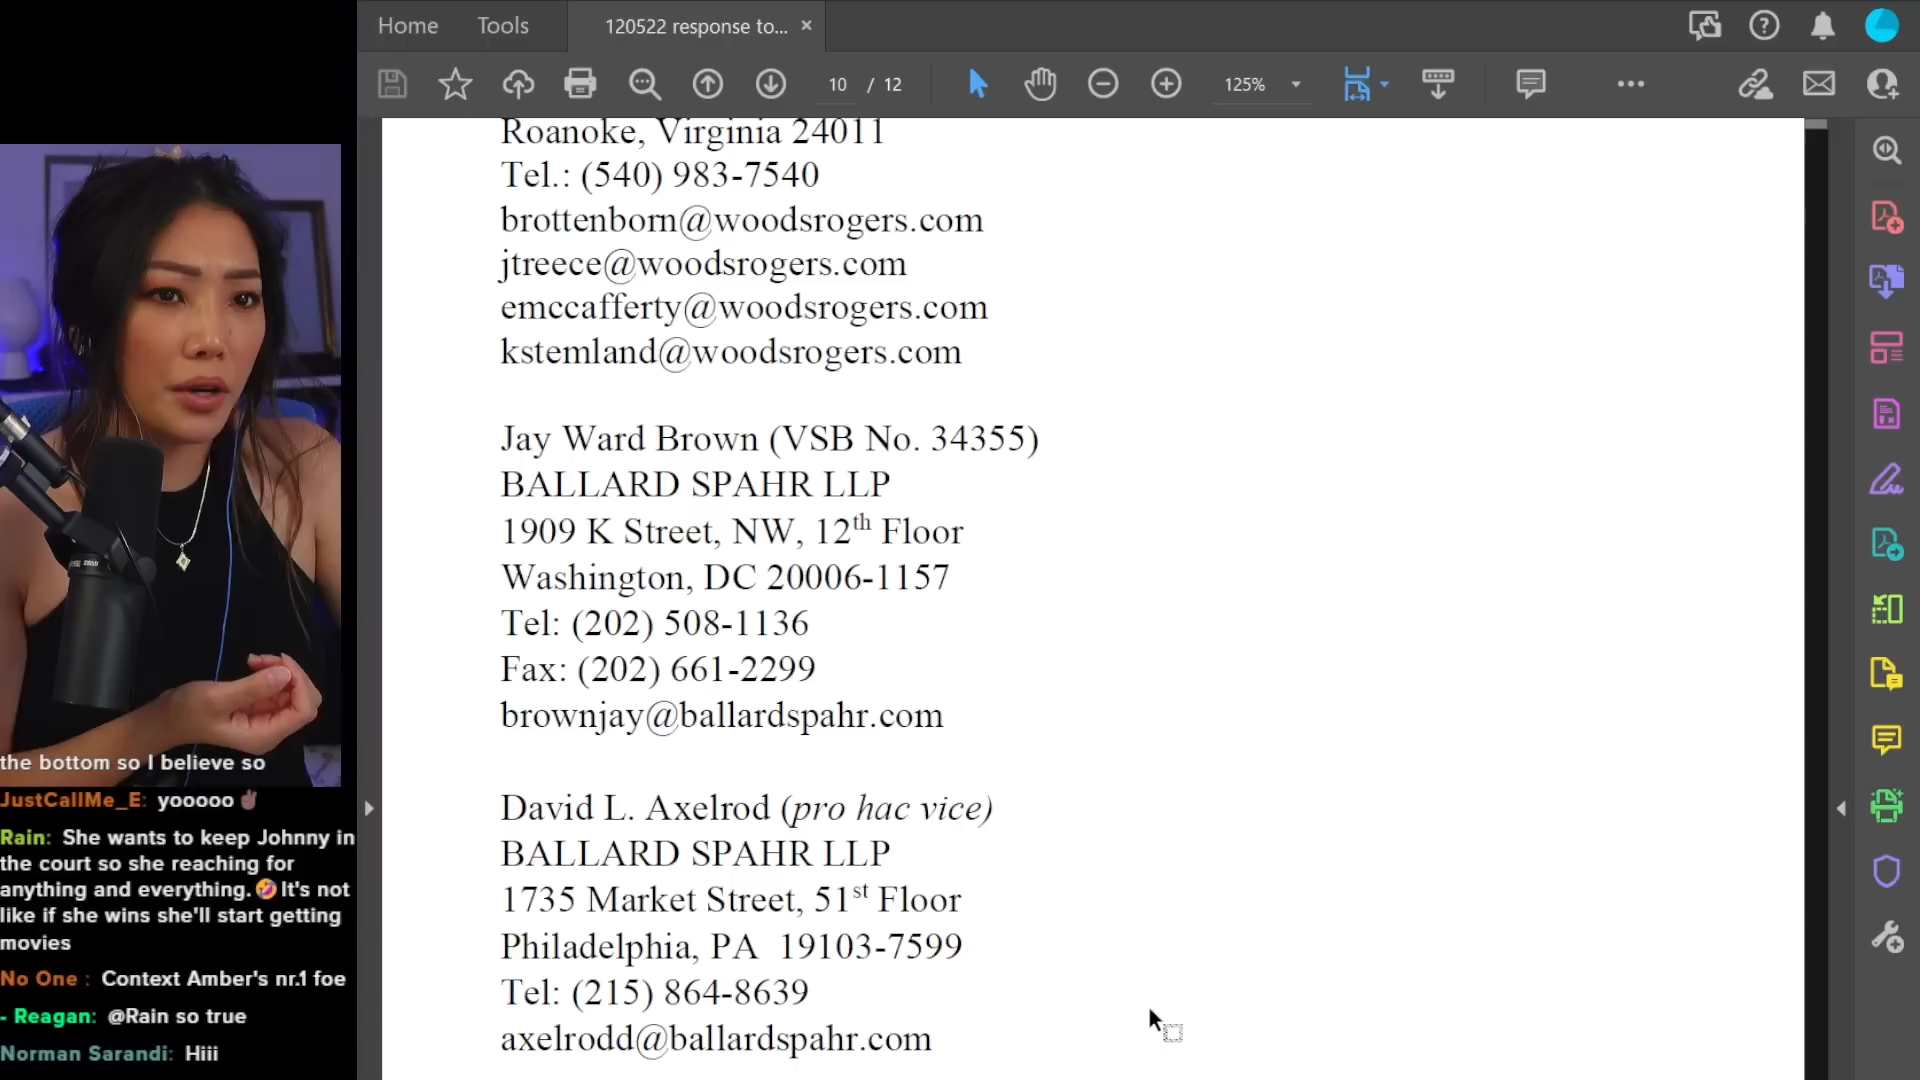 Home
Tools
120522 response to...
10 / 12
125%
Roanoke, Virginia 24011
Tel.: (540) 983-7540
brottenborn@woodsrogers.com
jtreece@woodsrogers.com
emccafferty@woodsrogers.com
kstemland@woodsrogers.com
Jay Ward Brown (VSB No. 34355)
BALLARD SPAHR LLP
1909 K Street, NW, 12th Floor
Washington, DC 20006-1157
Tel: (202) 508-1136
Fax: (202) 661-2299
brownjay@ballardspahr.com
David L. Axelrod (pro hac vice)
BALLARD SPAHR LLP
1735 Market Street, 51st Floor
Philadelphia, PA 19103-7599
Tel: (215) 864-8639
axelrodd@ballardspahr.com
the bottom so I believe so
JustCallMe_E: yooooo✌🏿
Rain: She wants to keep Johnny in
the court so she reaching for
anything and everything.🤣It's not
like if she wins she'll start getting
movies
No One : Context Amber's nr.1 foe
- Reagan: @Rain so true
Norman Sarandi: Hiii